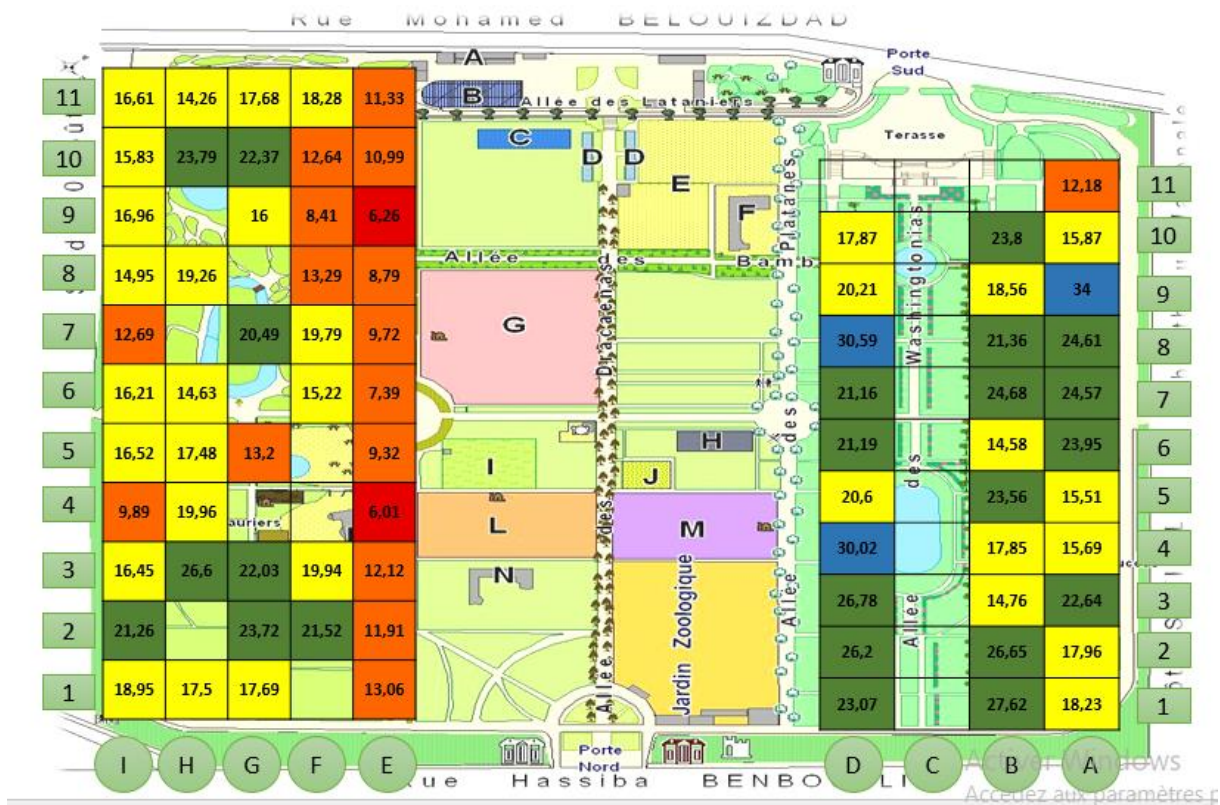 Rue Mohamed BELOUIZDAD
Porte
Sud
A
B
Allée des Lataniers
Terasse
C
D D
E
F
Allée des Bamb
G
H
I
J
L
M
N
Allée des Dracaenas
Allée des Platanes
Allée des Washingtonias
Jardin Zoologique
auriers
11 16,61 14,26 17,68 18,28 11,33
10 15,83 23,79 22,37 12,64 10,99
9 16,96 16 8,41 6,26
8 14,95 19,26 13,29 8,79
7 12,69 20,49 19,79 9,72
6 16,21 14,63 15,22 7,39
5 16,52 17,48 13,2 9,32
4 9,89 19,96 6,01
3 16,45 26,6 22,03 19,94 12,12
2 21,26 23,72 21,52 11,91
1 18,95 17,5 17,69 13,06
I H G F E
12,18 11
17,87 23,8 15,87 10
20,21 18,56 34 9
30,59 21,36 24,61 8
21,16 24,68 24,57 7
21,19 14,58 23,95 6
20,6 23,56 15,51 5
30,02 17,85 15,69 4
26,78 14,76 22,64 3
26,2 26,65 17,96 2
23,07 27,62 18,23 1
D C B A
Porte
Nord
ue Hassiba BENBO LI
Activer Windows
Accédez aux paramètres p